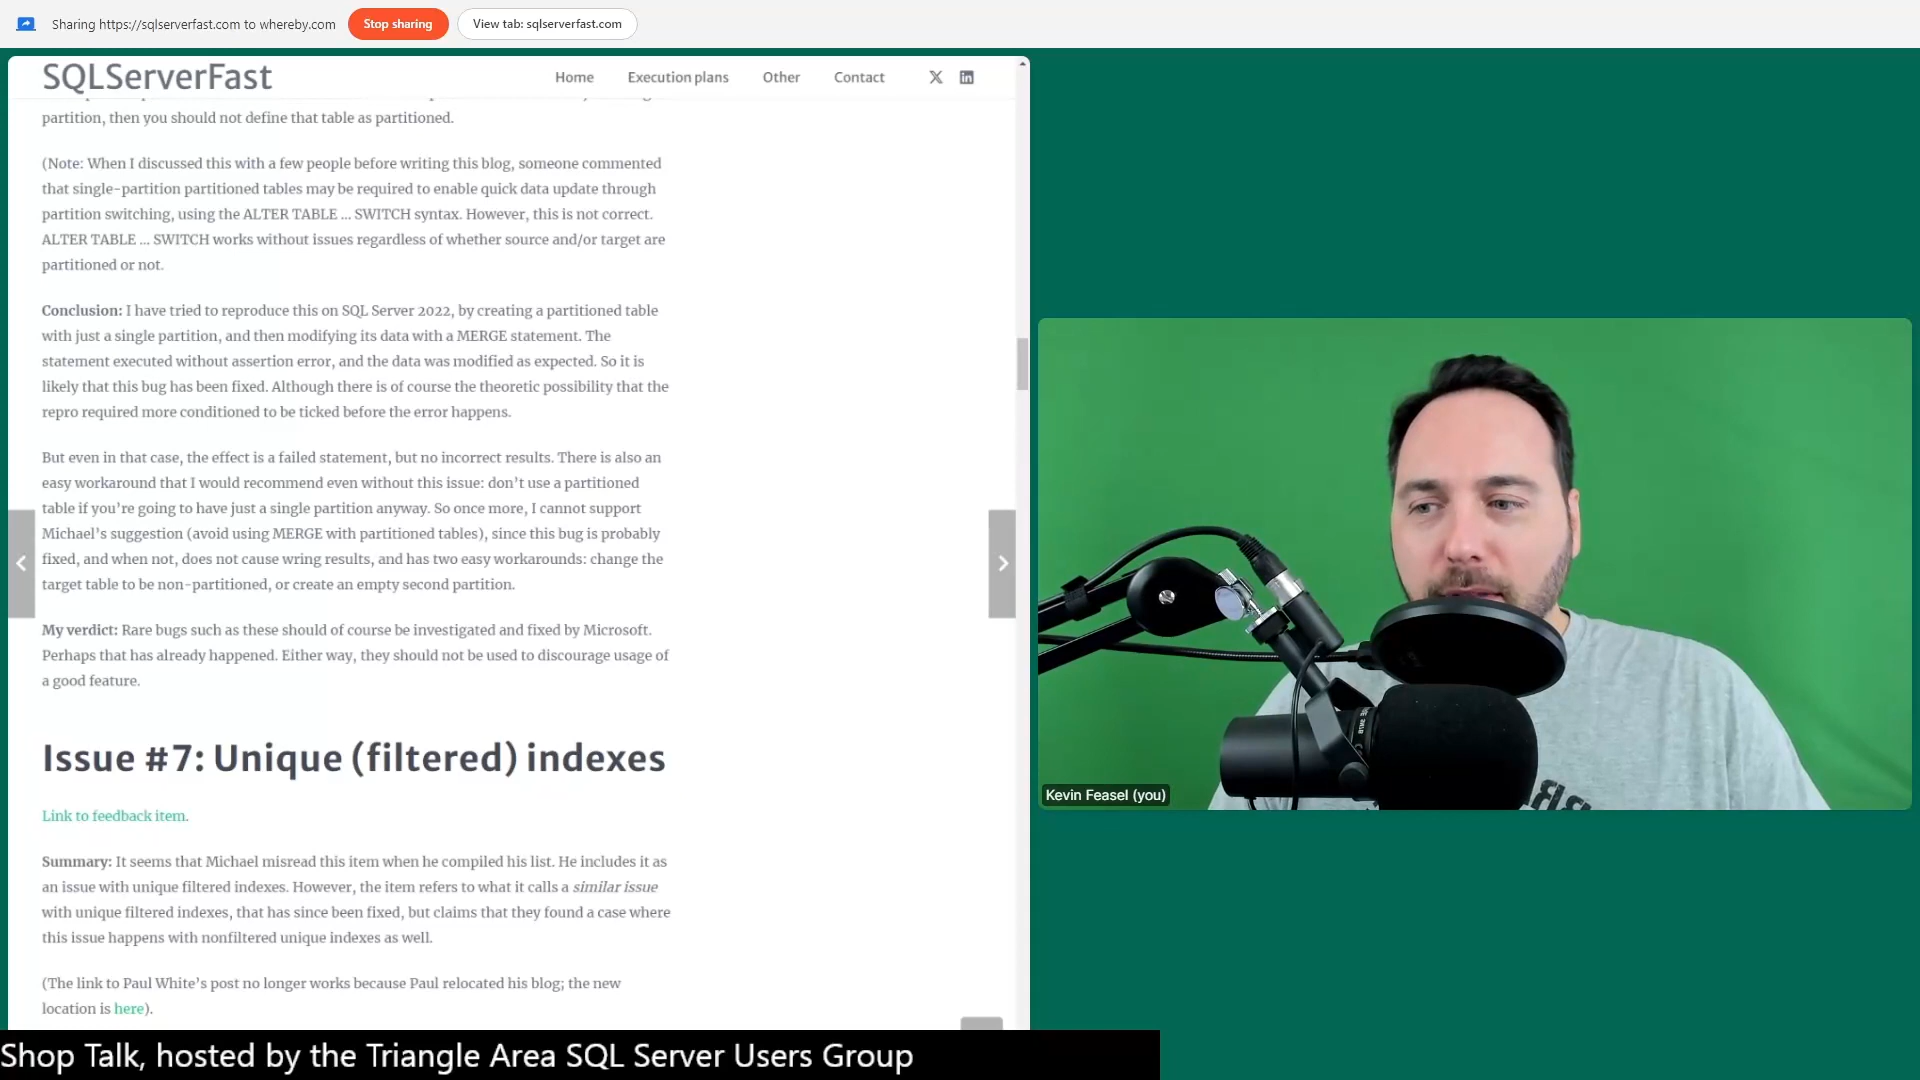 Sharing https://sqlserverfast.com to whereby.com
Stop sharing
View tab: sqlserverfast.com
SQLServerFast
Home
Execution plans
Other
Contact
partition, then you should not define that table as partitioned.
(Note: When I discussed this with a few people before writing this blog, someone commented
that single-partition partitioned tables may be required to enable quick data update through
partition switching, using the ALTER TABLE … SWITCH syntax. However, this is not correct.
ALTER TABLE … SWITCH works without issues regardless of whether source and/or target are
partitioned or not.
Conclusion: I have tried to reproduce this on SQL Server 2022, by creating a partitioned table
with just a single partition, and then modifying its data with a MERGE statement. The
statement executed without assertion error, and the data was modified as expected. So it is
likely that this bug has been fixed. Although there is of course the theoretic possibility that the
repro required more conditioned to be ticked before the error happens.
But even in that case, the effect is a failed statement, but no incorrect results. There is also an
easy workaround that I would recommend even without this issue: don’t use a partitioned
table if you’re going to have just a single partition anyway. So once more, I cannot support
Michael’s suggestion (avoid using MERGE with partitioned tables), since this bug is probably
fixed, and when not, does not cause wring results, and has two easy workarounds: change the
target table to be non-partitioned, or create an empty second partition.
My verdict: Rare bugs such as these should of course be investigated and fixed by Microsoft.
Perhaps that has already happened. Either way, they should not be used to discourage usage of
a good feature.
Issue #7: Unique (filtered) indexes
Link to feedback item.
Summary: It seems that Michael misread this item when he compiled his list. He includes it as
an issue with unique filtered indexes. However, the item refers to what it calls a similar issue
with unique filtered indexes, that has since been fixed, but claims that they found a case where
this issue happens with nonfiltered unique indexes as well.
(The link to Paul White’s post no longer works because Paul relocated his blog; the new
location is here).
Kevin Feasel (you)
Shop Talk, hosted by the Triangle Area SQL Server Users Group